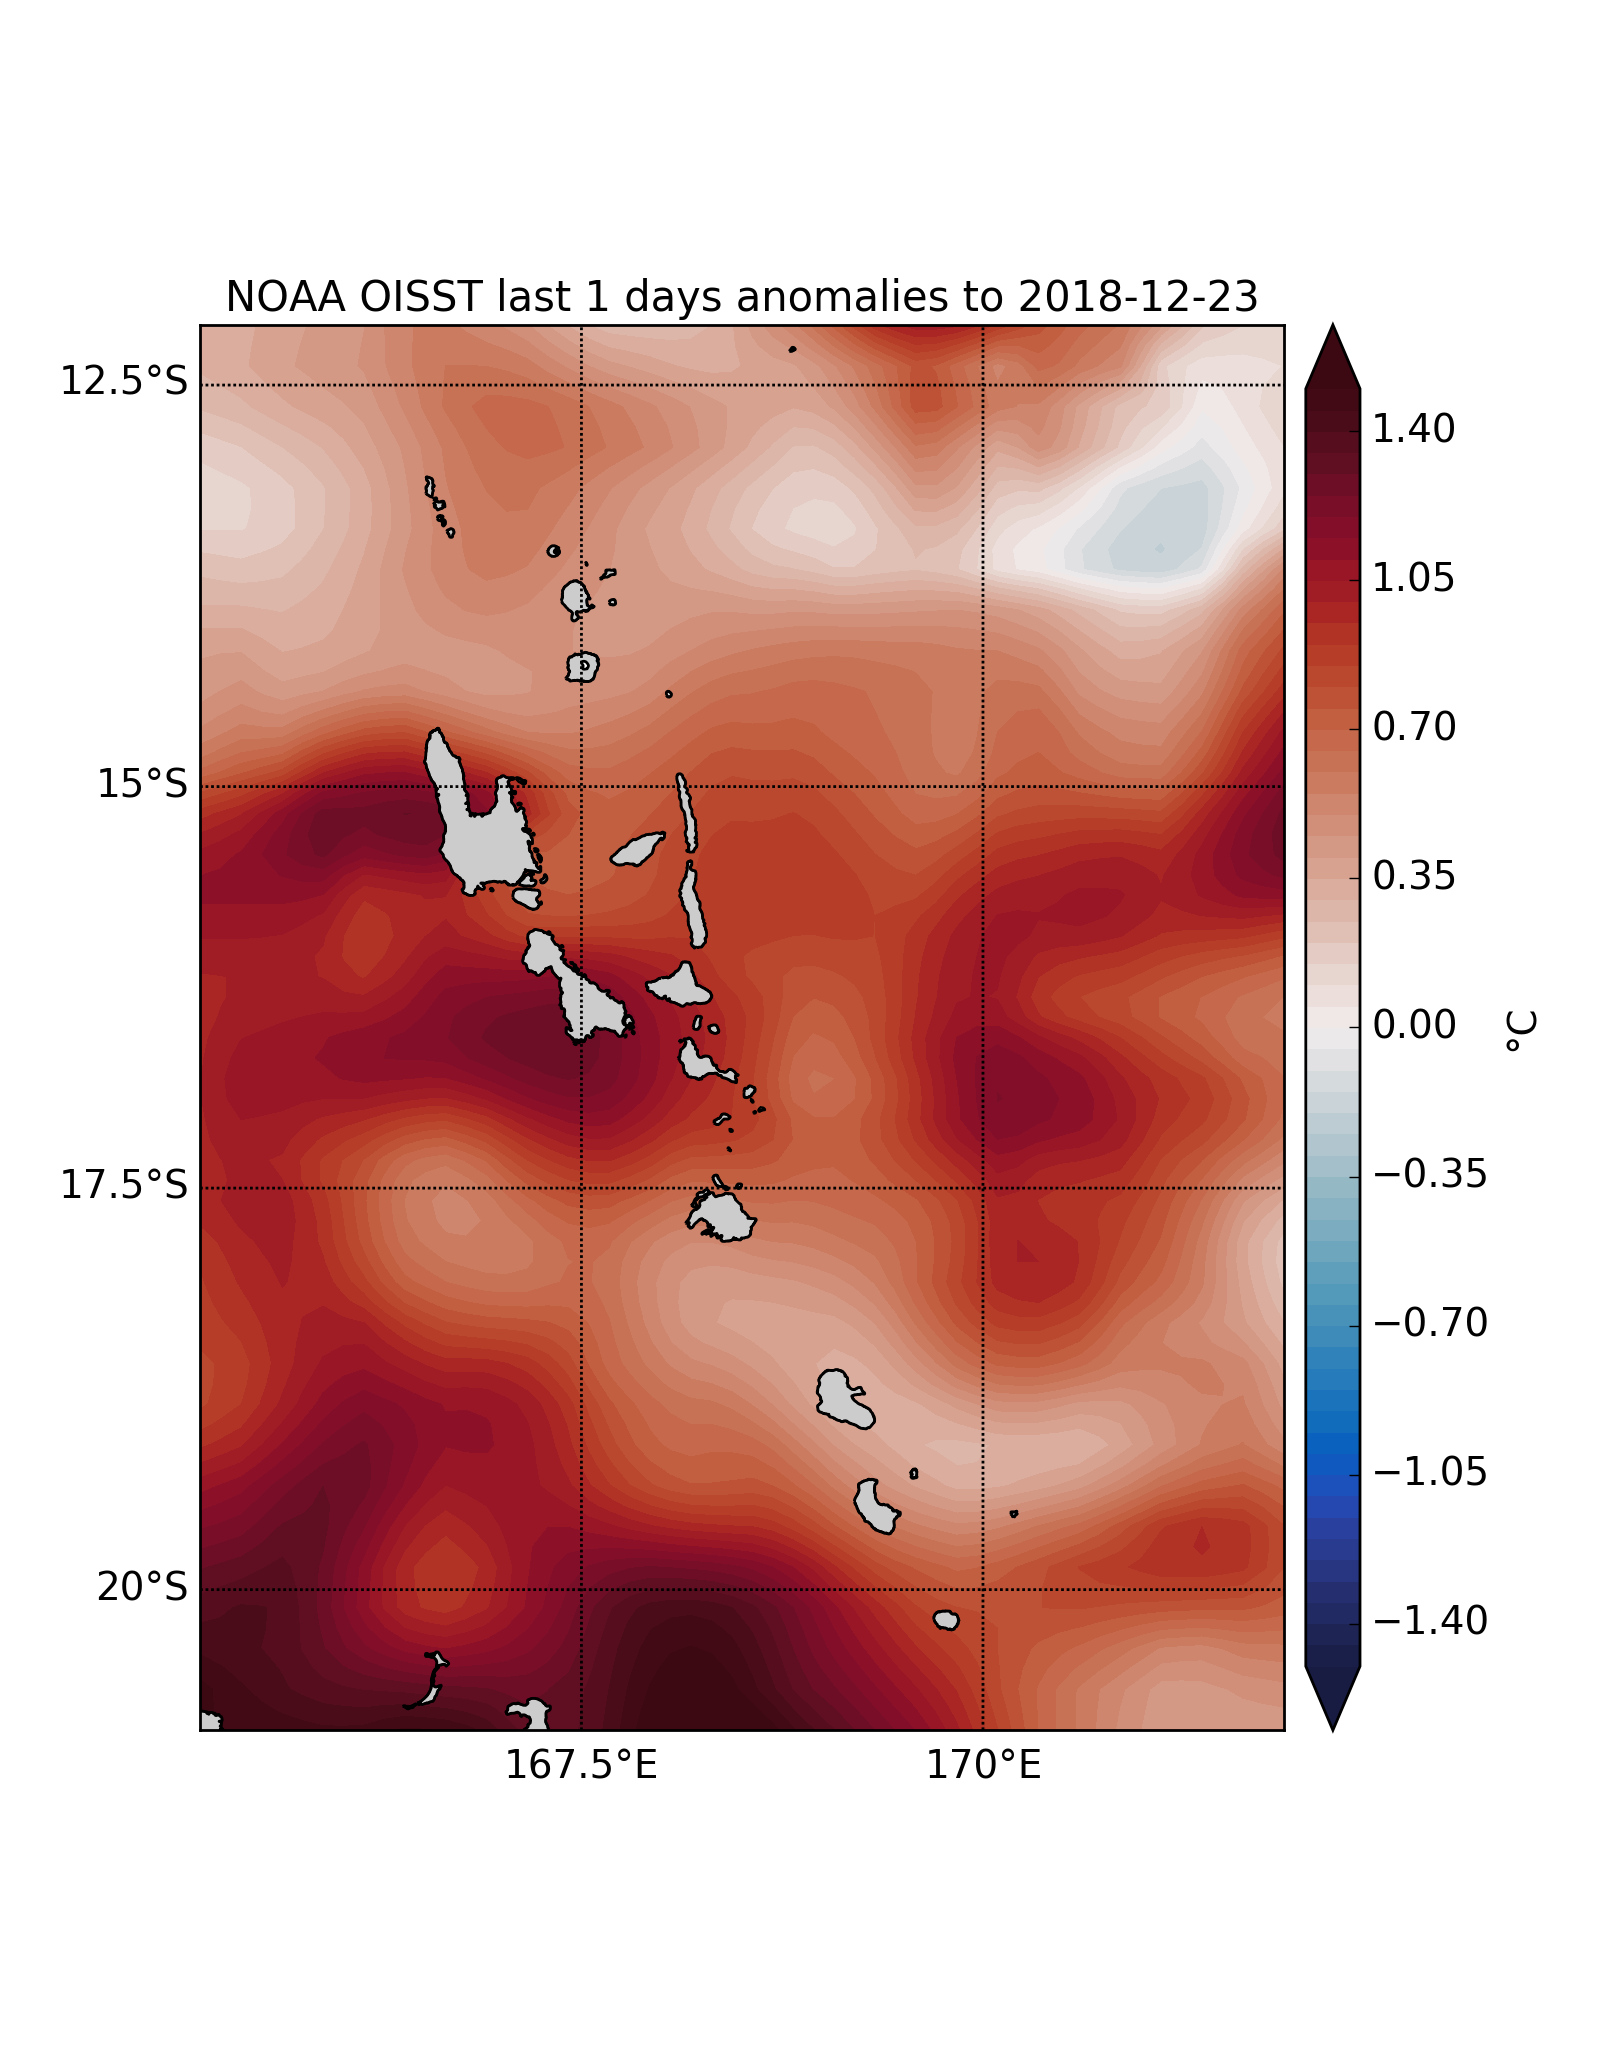 NOAA OISST last 1 days anomalies to 2018-12-23
12.5°S
15°S
17.5°S
20°S
167.5°E
170°E
1.40
1.05
0.70
0.35
0.00
−0.35
−0.70
−1.05
−1.40
°C